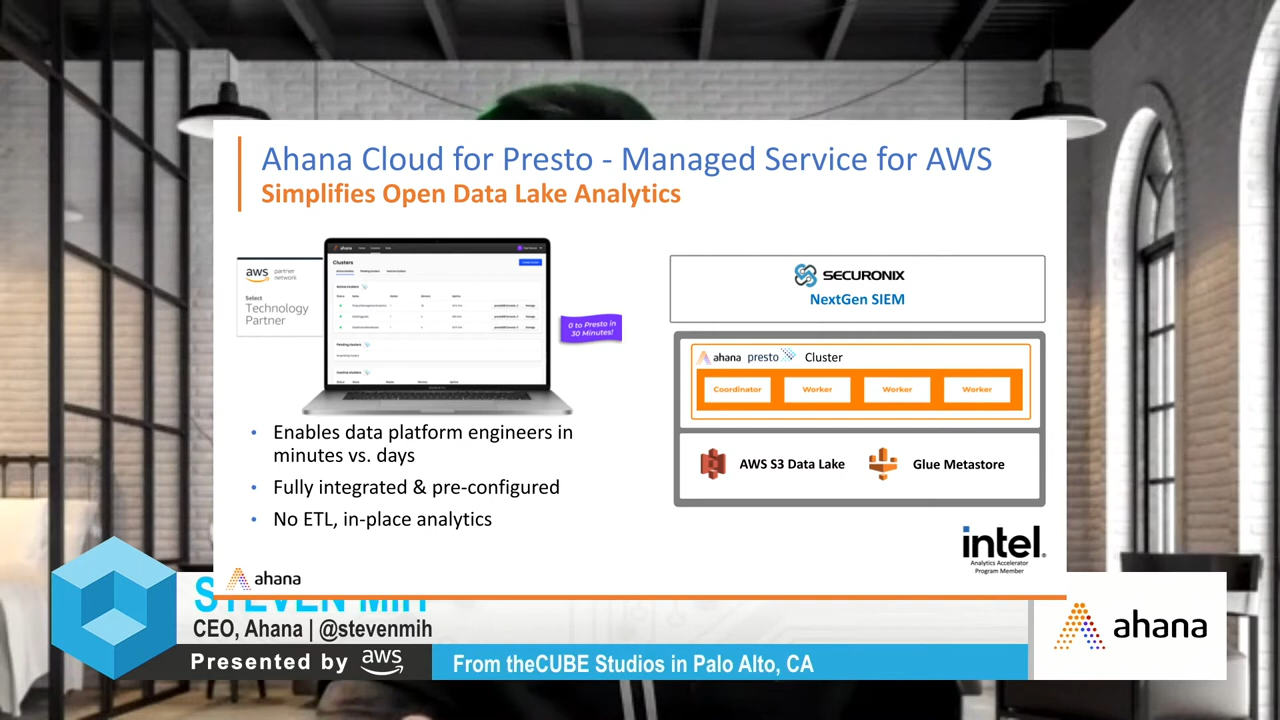 Ahana Cloud for Presto - Managed Service for AWS
Simplifies Open Data Lake Analytics
aws partner network
Select
Technology
Partner
ahana
Clusters
0 to Presto in
30 Minutes!
• Enables data platform engineers in
minutes vs. days
• Fully integrated & pre-configured
• No ETL, in-place analytics
SECURONIX
NextGen SIEM
ahana presto Cluster
Coordinator Worker Worker Worker
AWS S3 Data Lake Glue Metastore
intel.
Analytics Accelerator
Program Member
ahana
STEVEN MIH
CEO, Ahana | @stevenmih
Presented by aws
From theCUBE Studios in Palo Alto, CA
ahana